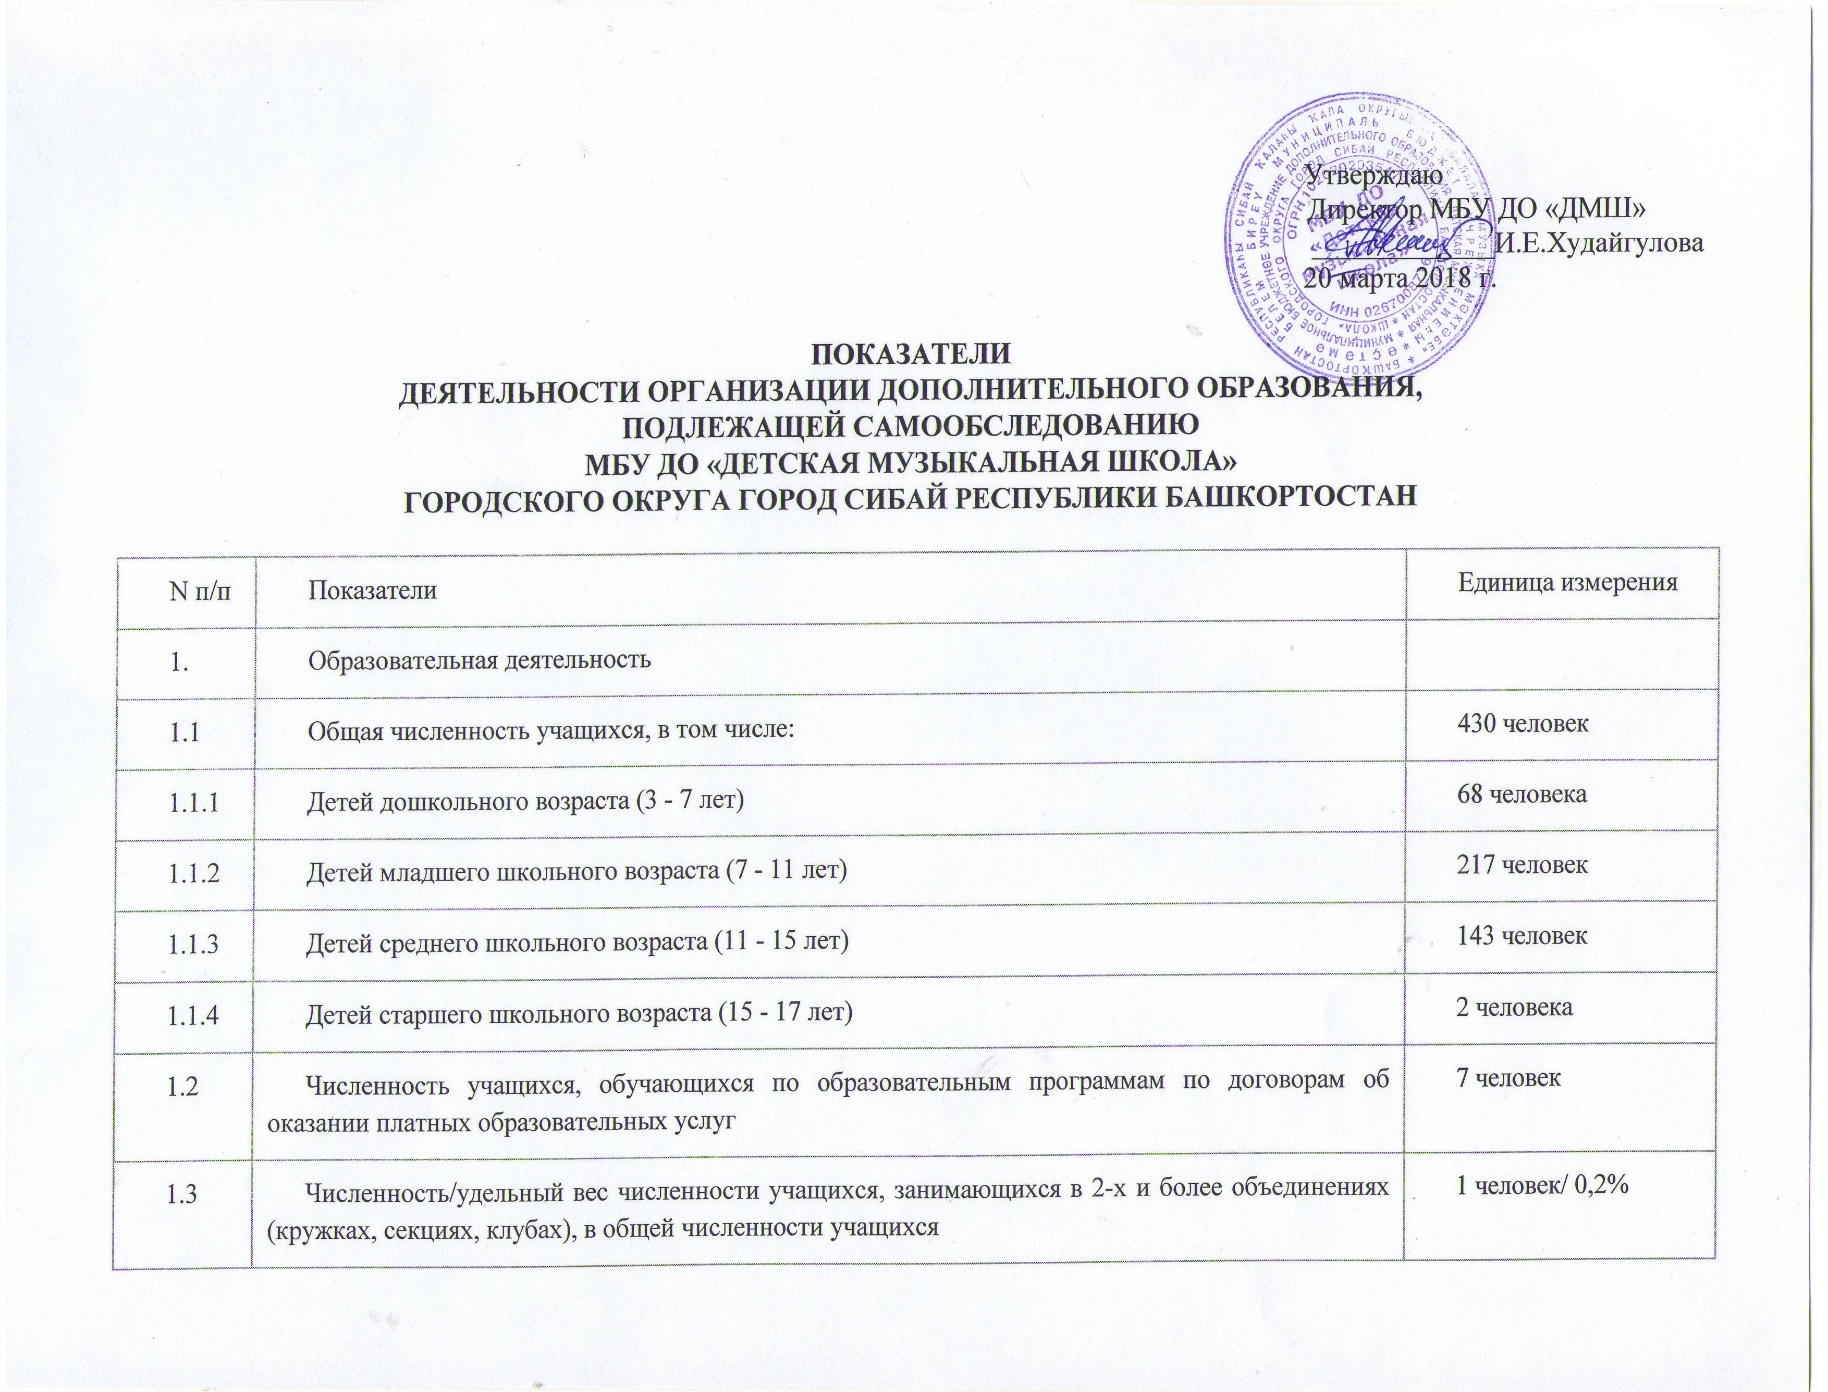 Утверждаю
Директор МБУ ДО «ДМШ»
И.Е.Худайгулова
20 марта 2018 г.
ПОКАЗАТЕЛИ
ДЕЯТЕЛЬНОСТИ ОРГАНИЗАЦИИ ДОПОЛНИТЕЛЬНОГО ОБРАЗОВАНИЯ,
ПОДЛЕЖАЩЕЙ САМООБСЛЕДОВАНИЮ
МБУ ДО «ДЕТСКАЯ МУЗЫКАЛЬНАЯ ШКОЛА»
ГОРОДСКОГО ОКРУГА ГОРОД СИБАЙ РЕСПУБЛИКИ БАШКОРТОСТАН
N п/п Показатели Единица измерения
1. Образовательная деятельность
1.1 Общая численность учащихся, в том числе: 430 человек
1.1.1 Детей дошкольного возраста (3 - 7 лет) 68 человека
1.1.2 Детей младшего школьного возраста (7 - 11 лет) 217 человек
1.1.3 Детей среднего школьного возраста (11 - 15 лет) 143 человек
1.1.4 Детей старшего школьного возраста (15 - 17 лет) 2 человека
1.2 Численность учащихся, обучающихся по образовательным программам по договорам об 7 человек
оказании платных образовательных услуг
1.3 Численность/удельный вес численности учащихся, занимающихся в 2-х и более объединениях 1 человек/ 0,2%
(кружках, секциях, клубах), в общей численности учащихся